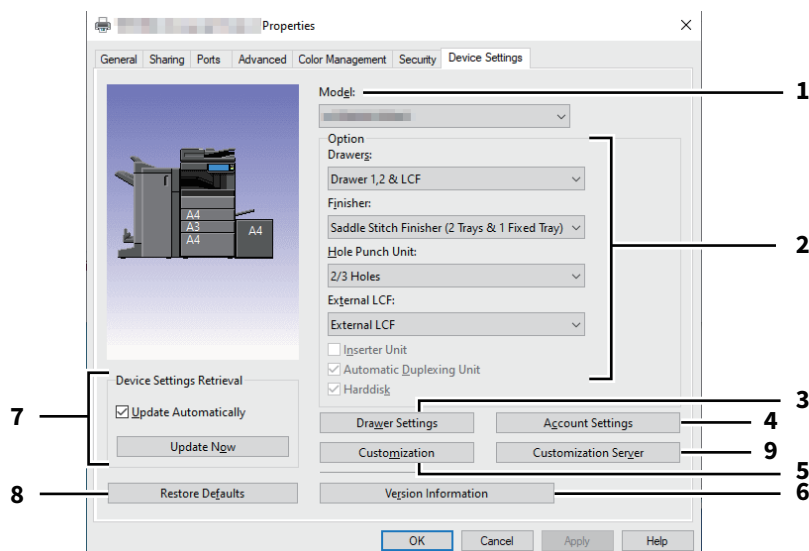 Properties
General Sharing Ports Advanced Color Management Security Device Settings
Model:
1
Option
Drawers:
Drawer 1,2 & LCF
Finisher:
Saddle Stitch Finisher (2 Trays & 1 Fixed Tray)
2
Hole Punch Unit:
2/3 Holes
External LCF:
External LCF
Inserter Unit
Automatic Duplexing Unit
Harddisk
A4
A3
A4
A4
Device Settings Retrieval
7
Update Automatically
Update Now
3
Drawer Settings
Account Settings
4
Customization
Customization Server
9
5
8
Restore Defaults
Version Information
6
OK Cancel Apply Help